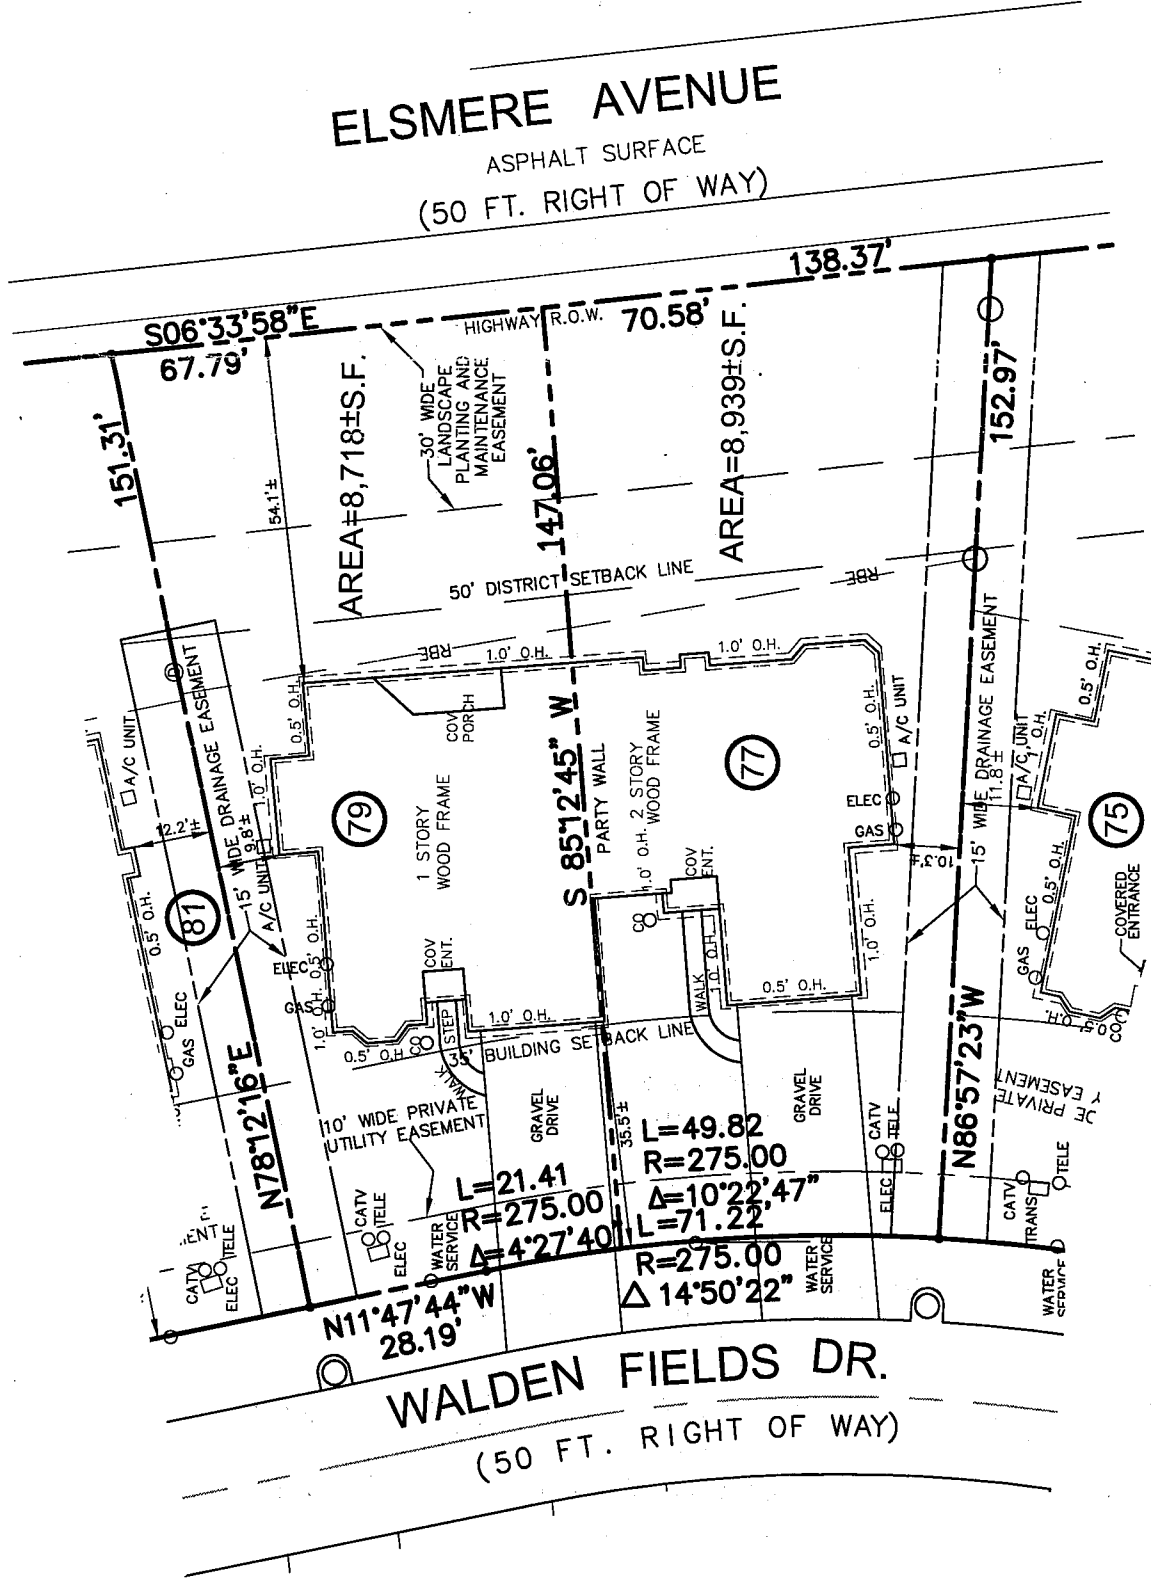 ELSMERE AVENUE
ASPHALT SURFACE
(50 FT. RIGHT OF WAY)
138.37'
S06°33'58"E
HIGHWAY R.O.W.
70.58'
67.79'
151.31'
54.1'±
AREA=8,718±S.F.
30' WIDE
LANDSCAPE
PLANTING AND
MAINTENANCE
EASEMENT
147.06'
AREA=8,939±S.F.
152.97'
50' DISTRICT SETBACK LINE
RBE
RBE
1.0' O.H.
1.0' O.H.
0.5' O.H.
COV
PORCH
A/C UNIT
15' WIDE DRAINAGE EASEMENT
1.0' O.H.
12.2'±
9.8'±
A/C UNIT
81
0.5' O.H.
79
1 STORY
WOOD FRAME
S 85°12'45" W
PARTY WALL
1.0' O.H.
2 STORY
WOOD FRAME
77
0.5' O.H.
A/C UNIT
ELEC
GAS
10.3'±
15' WIDE DRAINAGE EASEMENT
11.8'±
A/C UNIT
1.' O.H.
0.5' O.H.
75
0.5' O.H.
COVERED
ENTRANCE
ELEC
GAS
0.5' O.H.
CO
ELEC
GAS
ELEC
GAS
0.5' O.H.
1.0' O.H.
COV
ENT.
0.5' O.H.
CO
STEP
WALK
1.0' O.H.
35' BUILDING SETBACK LINE
CO
COV
ENT.
WALK
1.0' O.H.
0.5' O.H.
1.0' O.H.
N78°12'16"E
10' WIDE PRIVATE
UTILITY EASEMENT
GRAVEL
DRIVE
35.5'±
GRAVEL
DRIVE
N86°57'23"W
DE PRIVATE
Y EASEMENT
L=49.82
R=275.00
Δ=10°22'47"
L=21.41
R=275.00
Δ=4°27'40"
L=71.22'
R=275.00
Δ 14°50'22"
CATV
TELE
ELEC
CATV
TELE
ELEC
WATER
SERVICE
WATER
SERVICE
CATV
TELE
ELEC
CATV
TRANS
TELE
WATER
SERVICE
N11°47'44"W
28.19'
WALDEN FIELDS DR.
(50 FT. RIGHT OF WAY)